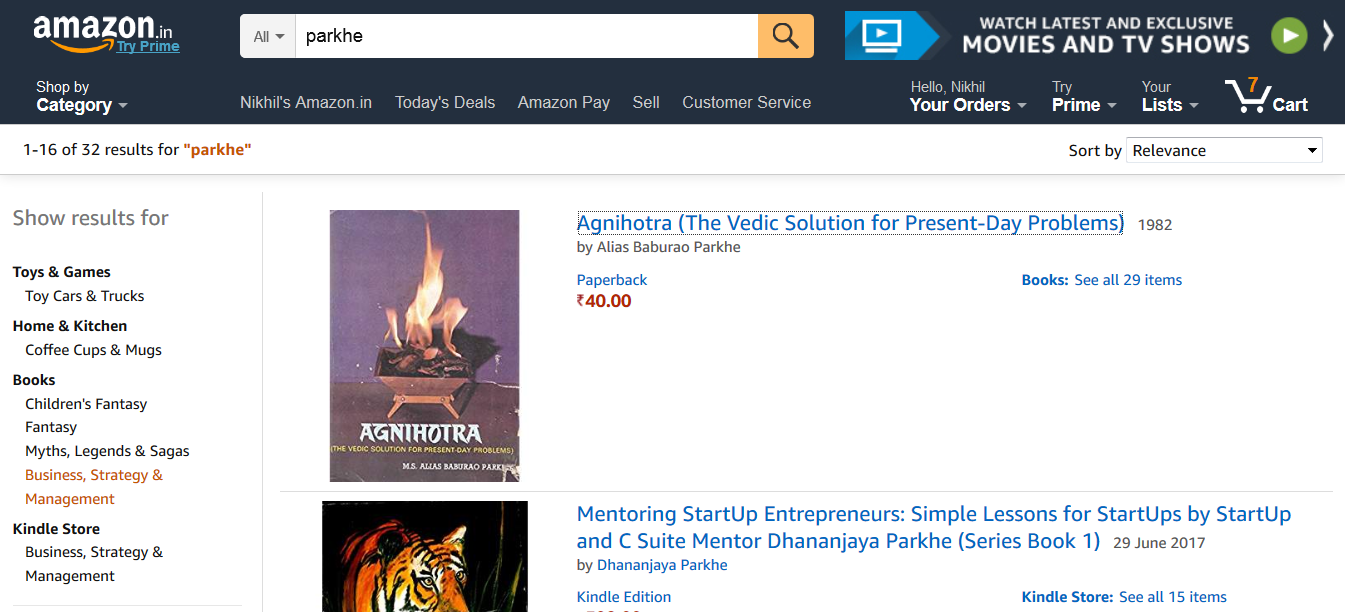 amazon.in
Try Prime
All
parkhe
WATCH LATEST AND EXCLUSIVE
MOVIES AND TV SHOWS
Shop by
Category
Nikhil's Amazon.in
Today's Deals
Amazon Pay
Sell
Customer Service
Hello, Nikhil
Your Orders
Try
Prime
Your
Lists
7
Cart
1-16 of 32 results for "parkhe"
Sort by
Relevance
Show results for
Toys & Games
Toy Cars & Trucks
Home & Kitchen
Coffee Cups & Mugs
Books
Children's Fantasy
Fantasy
Myths, Legends & Sagas
Business, Strategy &
Management
Kindle Store
Business, Strategy &
Management
AGNIHOTRA
(THE VEDIC SOLUTION FOR PRESENT-DAY PROBLEMS)
M.S. ALIAS BABURAO PARKHE
Agnihotra (The Vedic Solution for Present-Day Problems) 1982
by Alias Baburao Parkhe
Paperback
₹40.00
Books: See all 29 items
Mentoring StartUp Entrepreneurs: Simple Lessons for StartUps by StartUp
and C Suite Mentor Dhananjaya Parkhe (Series Book 1) 29 June 2017
by Dhananjaya Parkhe
Kindle Edition
Kindle Store: See all 15 items